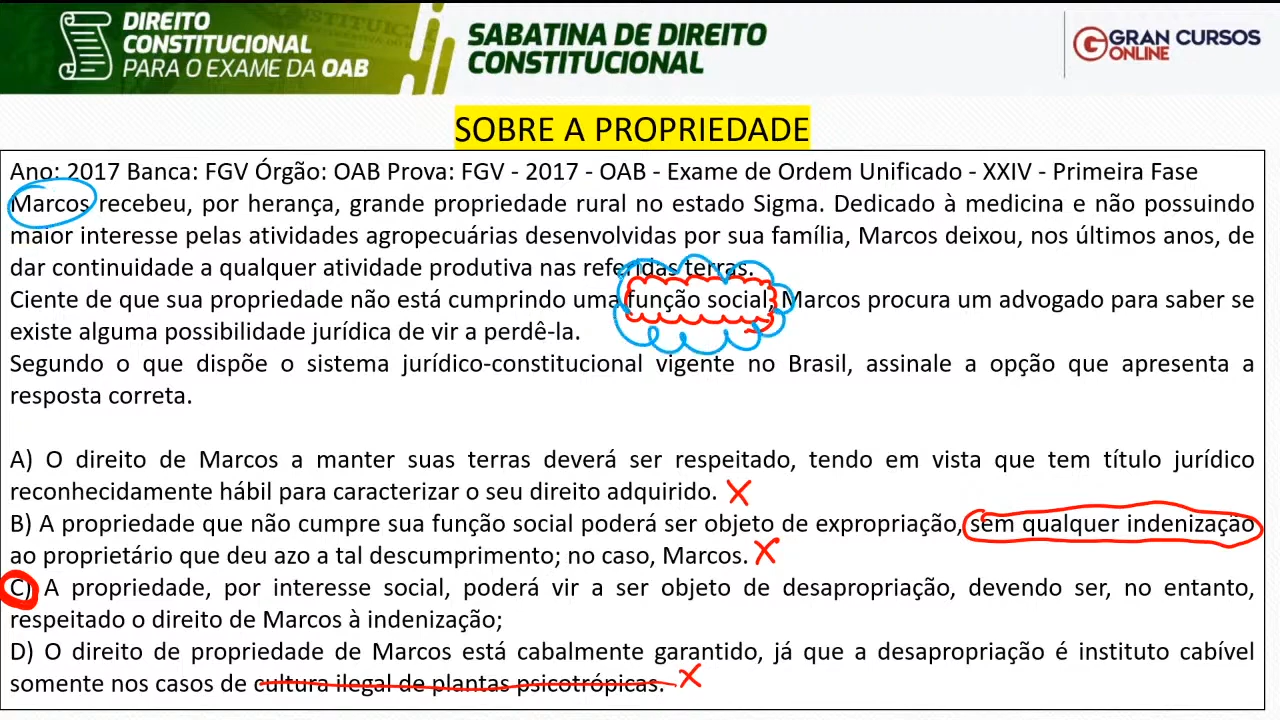 DIREITO
CONSTITUCIONAL
PARA O EXAME DA OAB
SABATINA DE DIREITO
CONSTITUCIONAL
GRAN CURSOS
ONLINE
SOBRE A PROPRIEDADE
Ano: 2017 Banca: FGV Órgão: OAB Prova: FGV - 2017 - OAB - Exame de Ordem Unificado - XXIV - Primeira Fase
Marcos recebeu, por herança, grande propriedade rural no estado Sigma. Dedicado à medicina e não possuindo
maior interesse pelas atividades agropecuárias desenvolvidas por sua família, Marcos deixou, nos últimos anos, de
dar continuidade a qualquer atividade produtiva nas referidas terras.
Ciente de que sua propriedade não está cumprindo uma função social, Marcos procura um advogado para saber se
existe alguma possibilidade jurídica de vir a perdê-la.
Segundo o que dispõe o sistema jurídico-constitucional vigente no Brasil, assinale a opção que apresenta a
resposta correta.
A) O direito de Marcos a manter suas terras deverá ser respeitado, tendo em vista que tem título jurídico
reconhecidamente hábil para caracterizar o seu direito adquirido.
B) A propriedade que não cumpre sua função social poderá ser objeto de expropriação, sem qualquer indenização
ao proprietário que deu azo a tal descumprimento; no caso, Marcos.
C) A propriedade, por interesse social, poderá vir a ser objeto de desapropriação, devendo ser, no entanto,
respeitado o direito de Marcos à indenização;
D) O direito de propriedade de Marcos está cabalmente garantido, já que a desapropriação é instituto cabível
somente nos casos de cultura ilegal de plantas psicotrópicas.